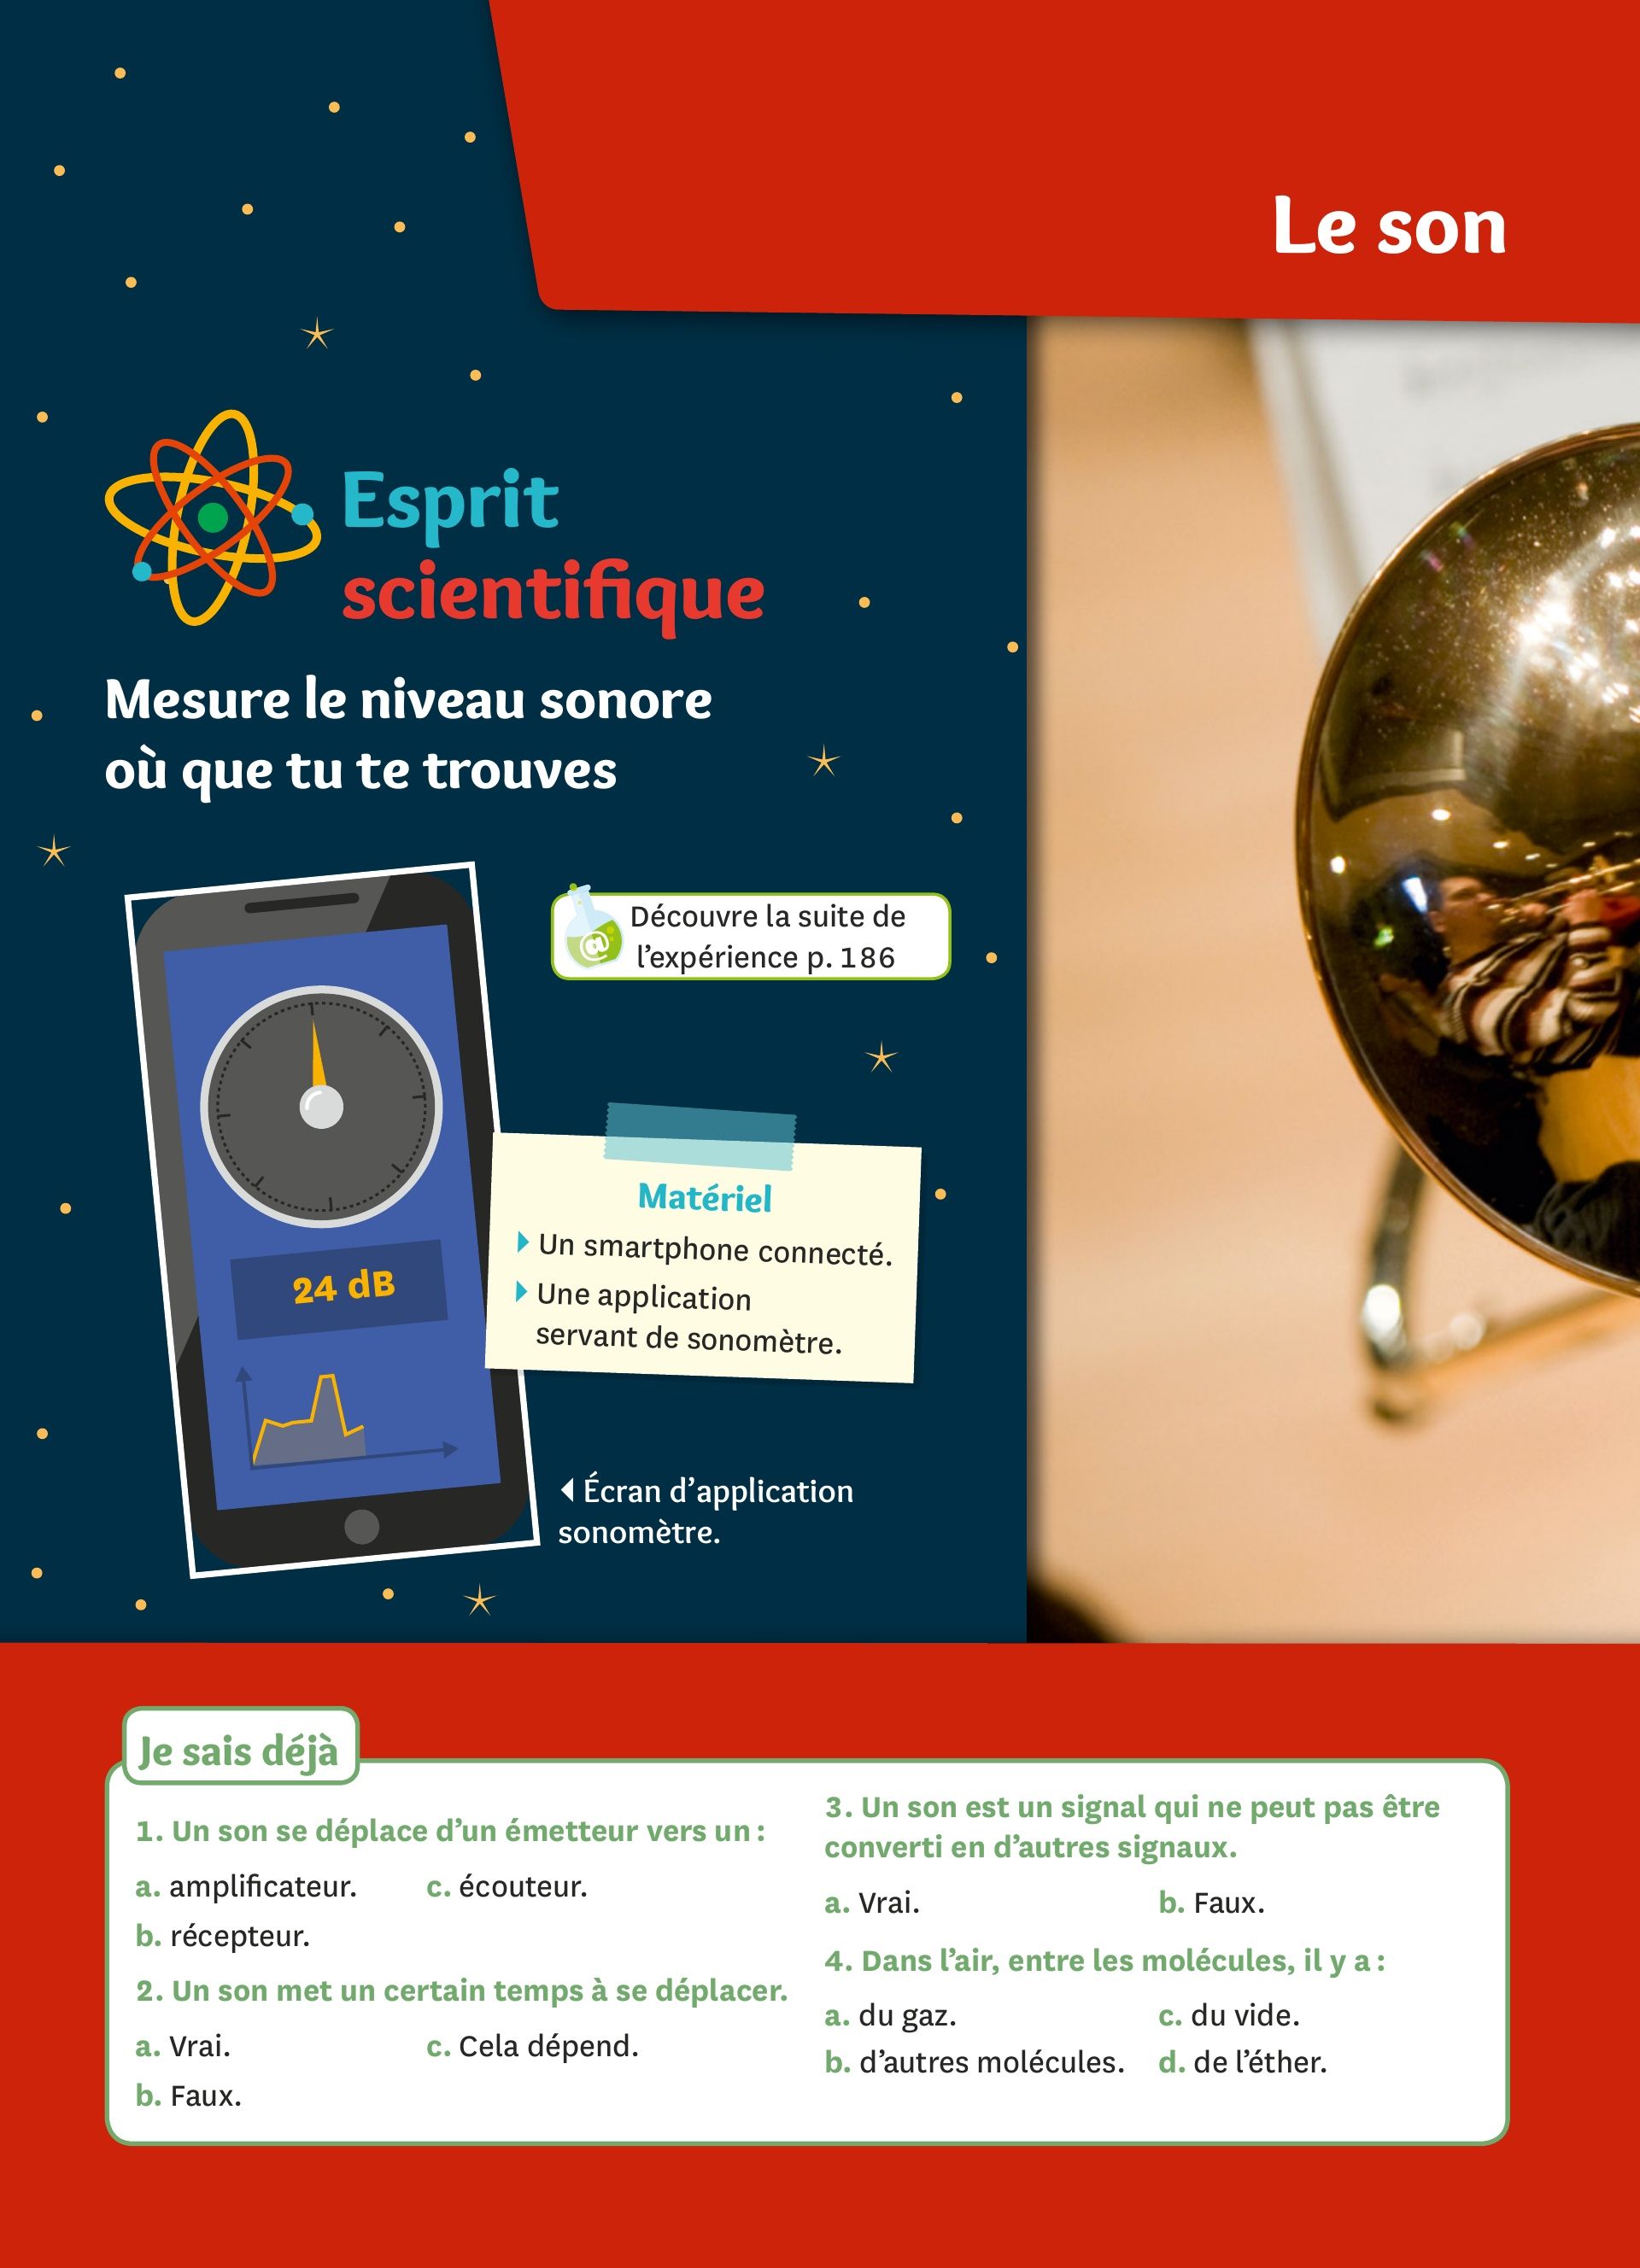 Le son
Esprit
scientifique
Mesure le niveau sonore
où que tu te trouves
Découvre la suite de
l’expérience p. 186
24 dB
Matériel
Un smartphone connecté.
Une application
servant de sonomètre.
Écran d’application
sonomètre.
Je sais déjà
1. Un son se déplace d’un émetteur vers un :
a. amplificateur.
c. écouteur.
b. récepteur.
2. Un son met un certain temps à se déplacer.
a. Vrai.
c. Cela dépend.
b. Faux.
3. Un son est un signal qui ne peut pas être
converti en d’autres signaux.
a. Vrai.
b. Faux.
4. Dans l’air, entre les molécules, il y a :
a. du gaz.
c. du vide.
b. d’autres molécules.
d. de l’éther.